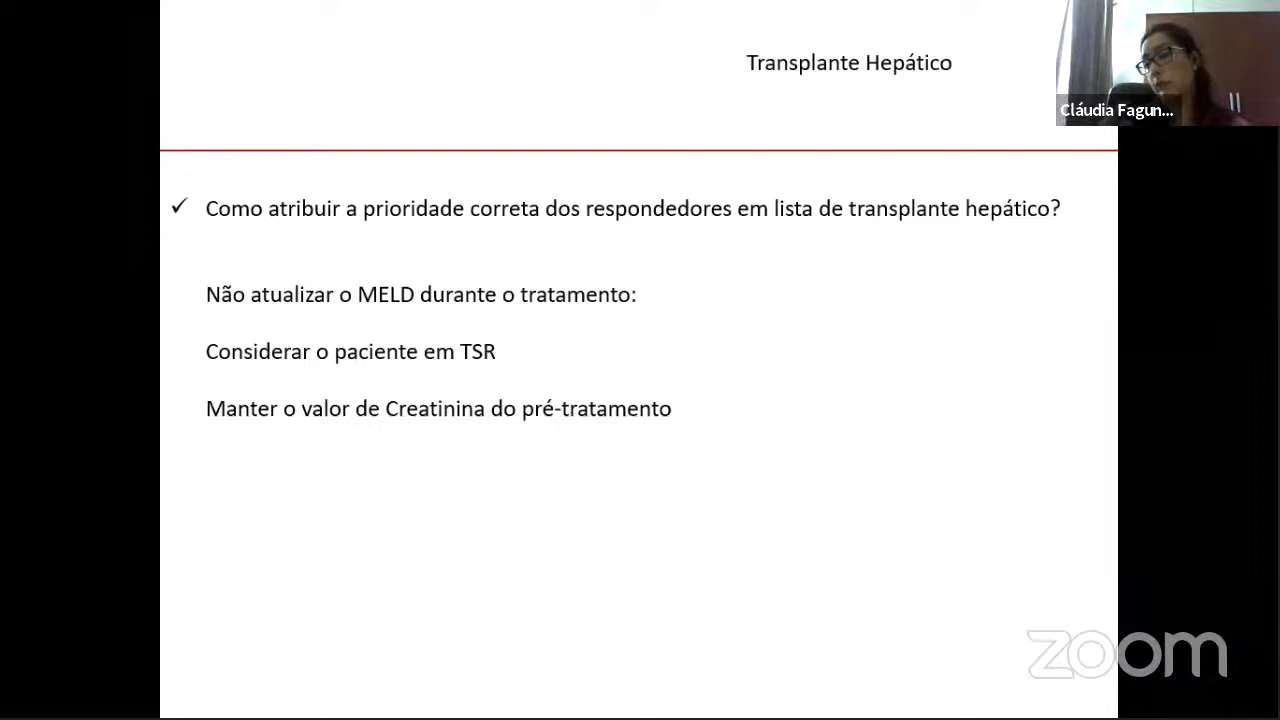 Transplante Hepático
Cláudia Fagun...
✓ Como atribuir a prioridade correta dos respondedores em lista de transplante hepático?
Não atualizar o MELD durante o tratamento:
Considerar o paciente em TSR
Manter o valor de Creatinina do pré-tratamento
zoom